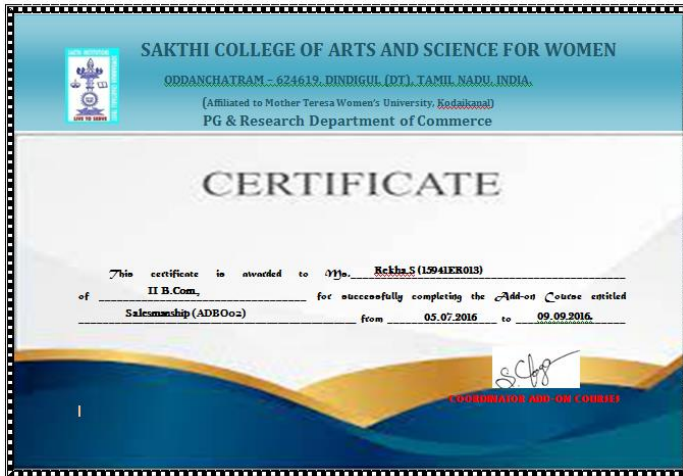 SAKTHI COLLEGE OF ARTS AND SCIENCE FOR WOMEN
ODDANCHATRAM – 624619, DINDIGUL (DT), TAMIL NADU, INDIA.
(Affiliated to Mother Teresa Women's University, Kodaikanal)
PG & Research Department of Commerce
LIVE TO SERVE
CERTIFICATE
This certificate is awarded to Ms. Rekha.S (15941ER013)
of II B.Com., for successfully completing the Add-on Course entitled
Salesmanship (ADBO02) from 05.07.2016 to 09.09.2016.
COORDINATOR ADD-ON COURSES